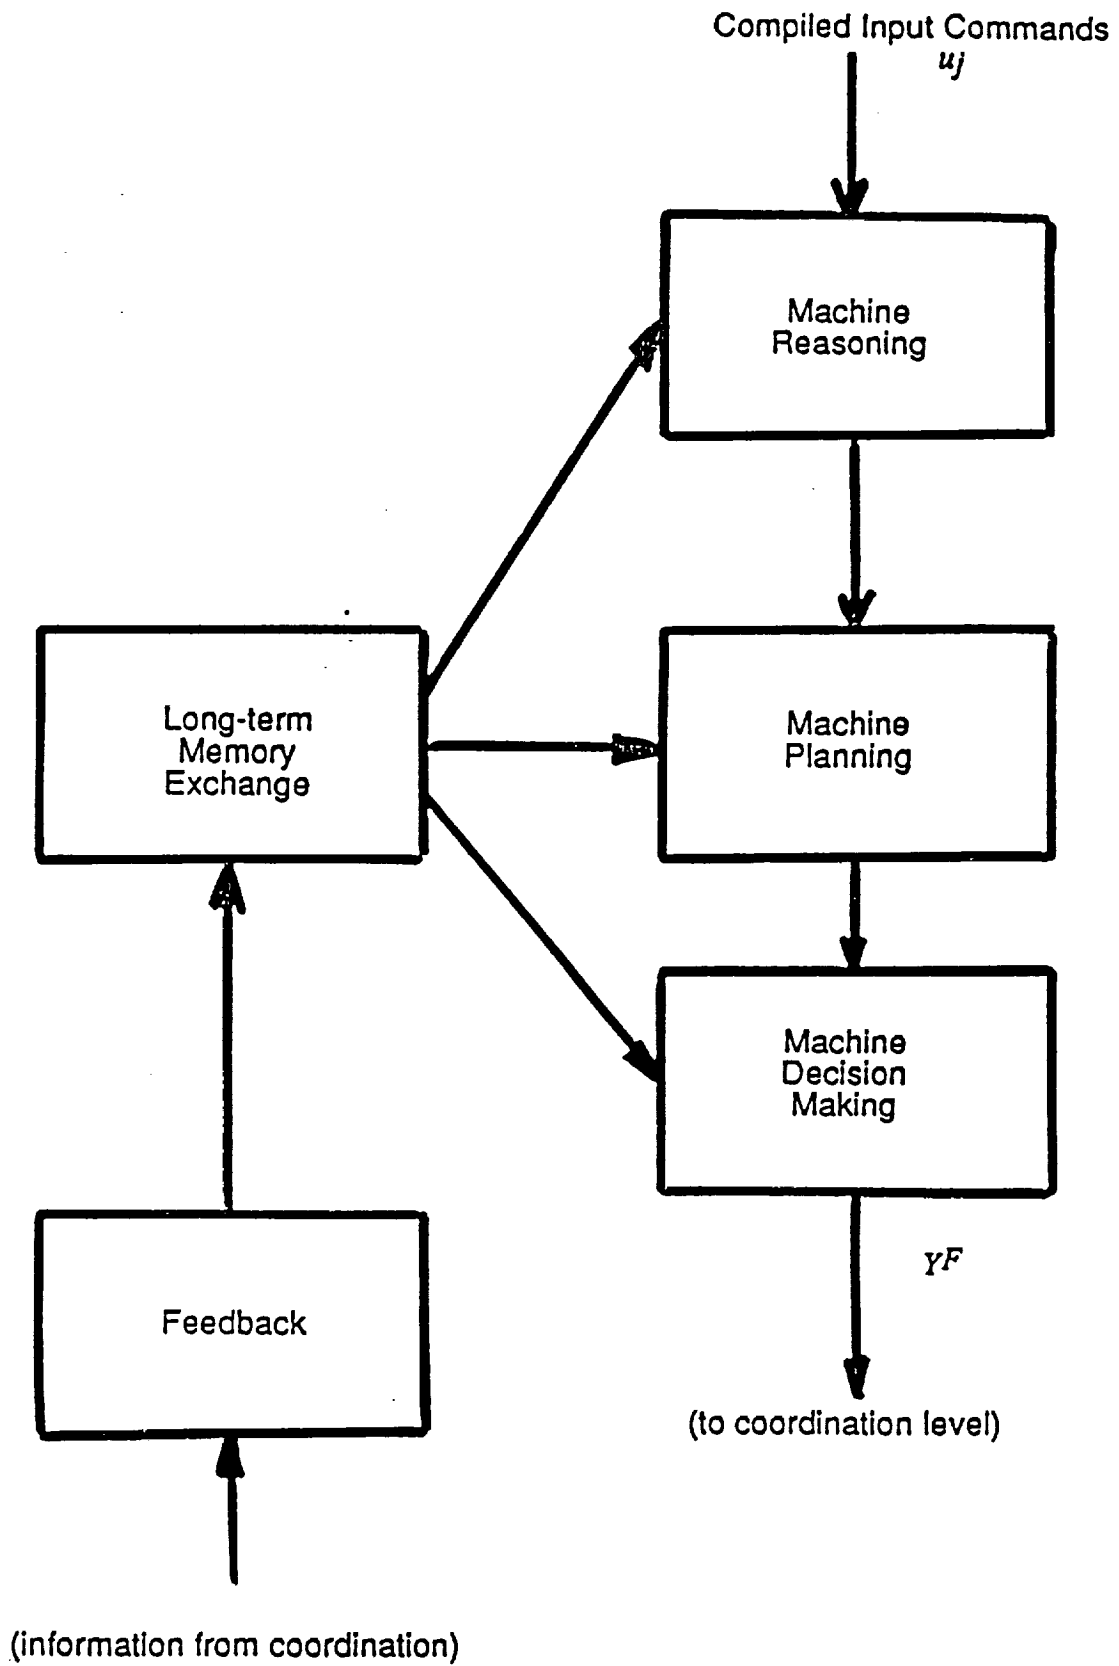 Compiled Input Commands
uj
Machine
Reasoning
Long-term
Memory
Exchange
Machine
Planning
Machine
Decision
Making
Feedback
YF
(to coordination level)
(information from coordination)